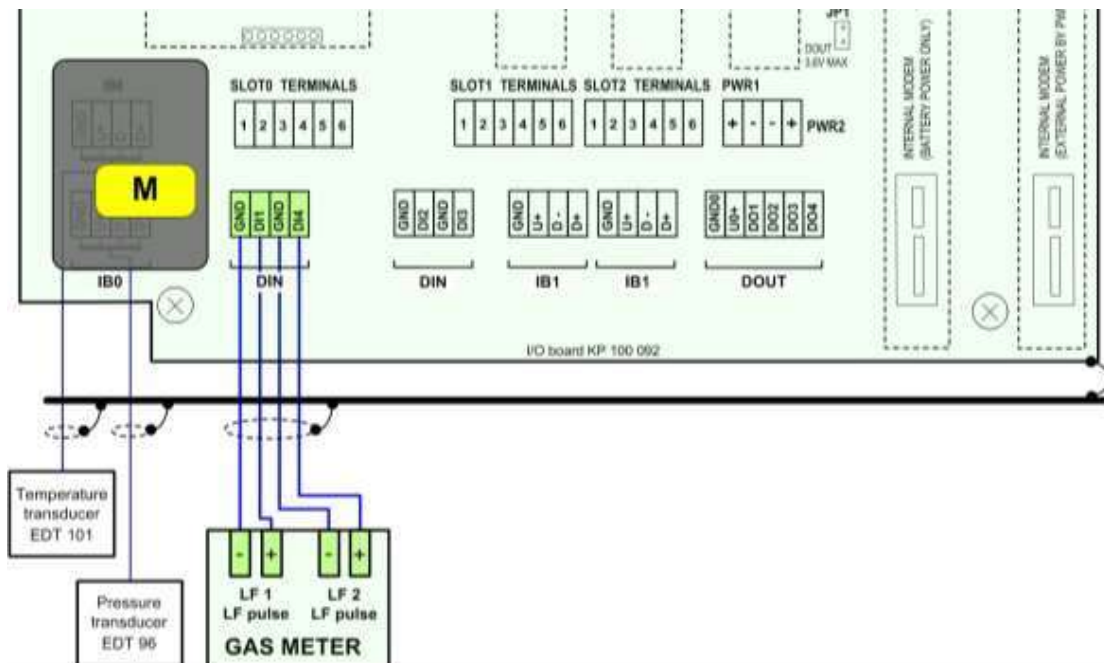 JP1
DOUT
3.6V MAX
INTERNAL MODEM
(BATTERY POWER ONLY)
INTERNAL MODEM
SLOT0 TERMINALS
SLOT1 TERMINALS
SLOT2 TERMINALS
PWR1
1 2 3 4 5 6
1 2 3 4 5 6
1 2 3 4 5 6
+ - - +
PWR2
M
GND DI1 GND DI4
GND DI2 GND DI3
GND U+ D- D+
GND U+ D- D+
GND0 U0+ DO1 DO2 DO3 DO4
IB0
DIN
DIN
IB1
IB1
DOUT
I/O board KP 100 092
Temperature
transducer
EDT 101
Pressure
transducer
EDT 96
- + - +
LF 1
LF pulse
LF 2
LF pulse
GAS METER